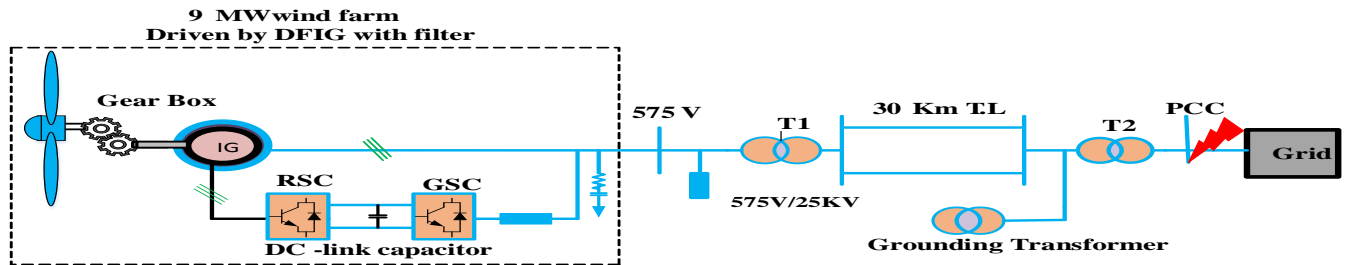 9 MWwind farm
Driven by DFIG with filter
Gear Box
IG
RSC
GSC
DC -link capacitor
575 V
T1
575V/25KV
30 Km T.L
T2
PCC
Grid
Grounding Transformer